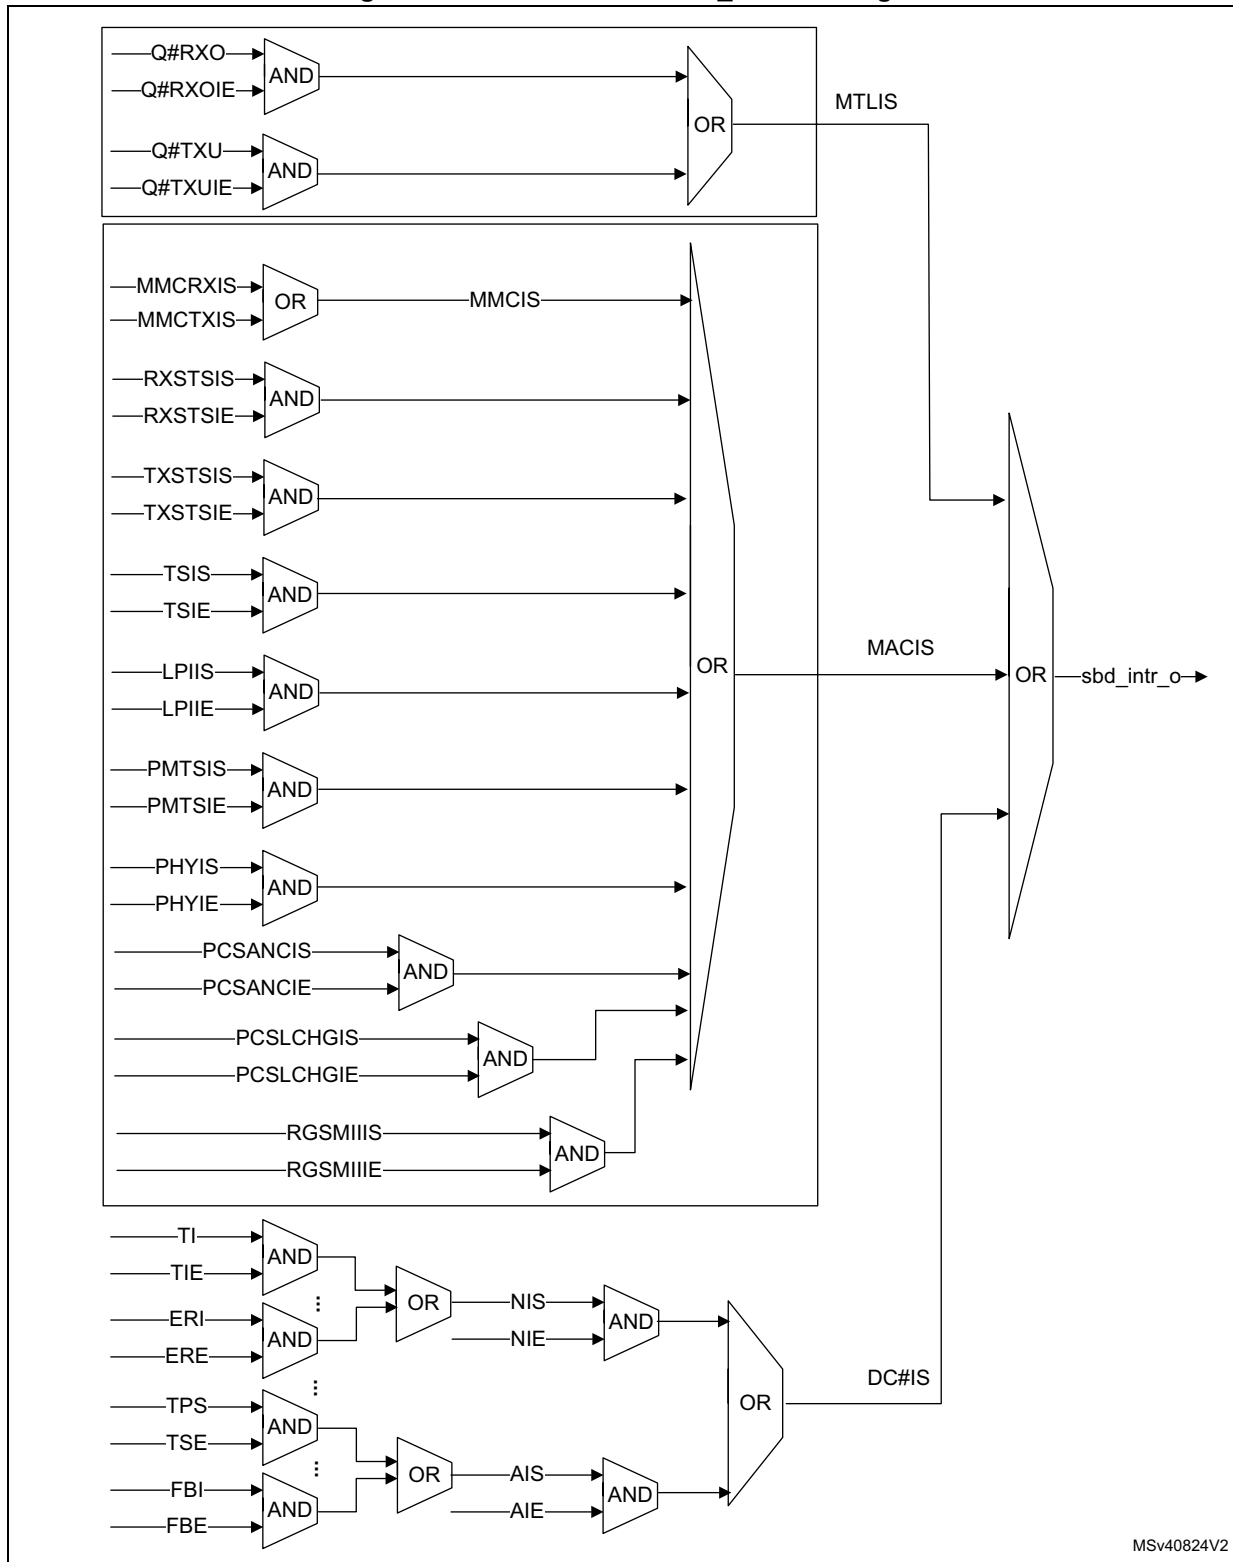 Q#RXO
AND
Q#RXOIE
MTLIS
OR
Q#TXU
AND
Q#TXUIE
MMCRXIS
OR
MMCIS
MMCTXIS
RXSTSIS
AND
RXSTSIE
TXSTSIS
AND
TXSTSIE
TSIS
AND
TSIE
LPIIS
AND
LPIIE
OR
MACIS
OR
sbd_intr_o
PMTSIS
AND
PMTSIE
PHYIS
AND
PHYIE
PCSANCIS
AND
PCSANCIE
PCSLCHGIS
AND
PCSLCHGIE
RGSMIIIS
AND
RGSMIIIE
TI
AND
TIE
...
OR
NIS
NIE
AND
ERI
AND
ERE
...
DC#IS
OR
TPS
AND
TSE
...
OR
AIS
AIE
AND
FBI
AND
FBE
MSv40824V2